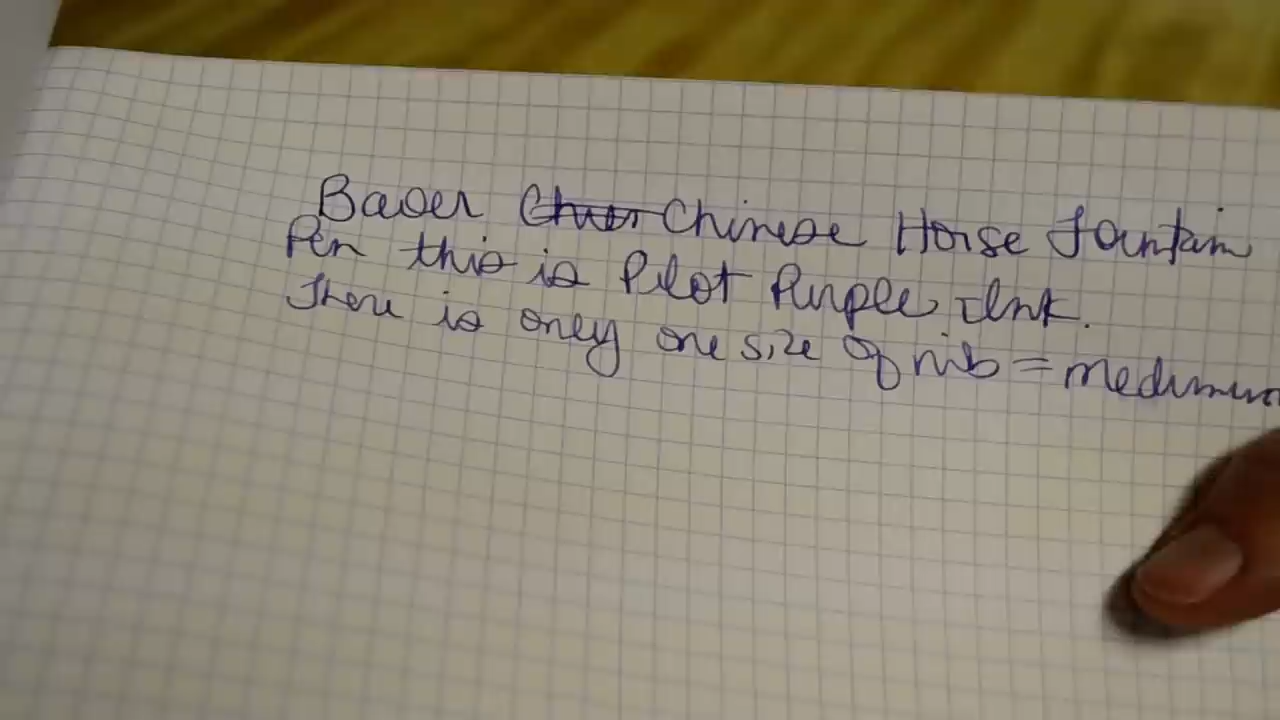 Baoer Chinese Horse Fountain
Pen this is Pilot Purple Ink.
There is only one size of nib = medium